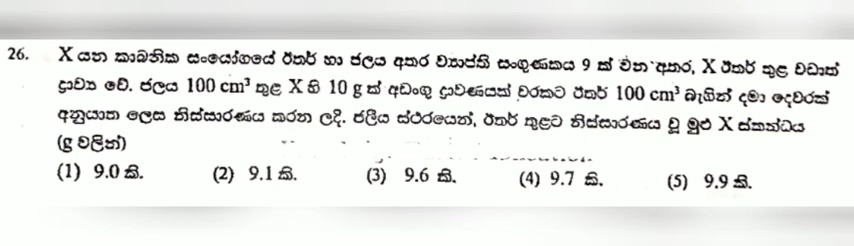 26. X යන කාබනික සංයෝගයේ ඊතර් හා ජලය අතර ව්‍යාප්ති සංගුණකය 9 ක් වන අතර, X ඊතර් තුළ වඩාත්
ද්‍රාව්‍ය වේ. ජලය 100 cm³ තුළ X හි 10 g ක් අඩංගු ද්‍රාවණයක් වරකට ඊතර් 100 cm³ බැගින් දමා දෙවරක්
අනුයාත ලෙස නිස්සාරණය කරන ලදි. ජලීය ස්ථරයෙන්, ඊතර් තුළට නිස්සාරණය වූ මුළු X ස්කන්ධය
(g වලින්)
(1) 9.0 කි. (2) 9.1 කි. (3) 9.6 කි. (4) 9.7 කි. (5) 9.9 කි.